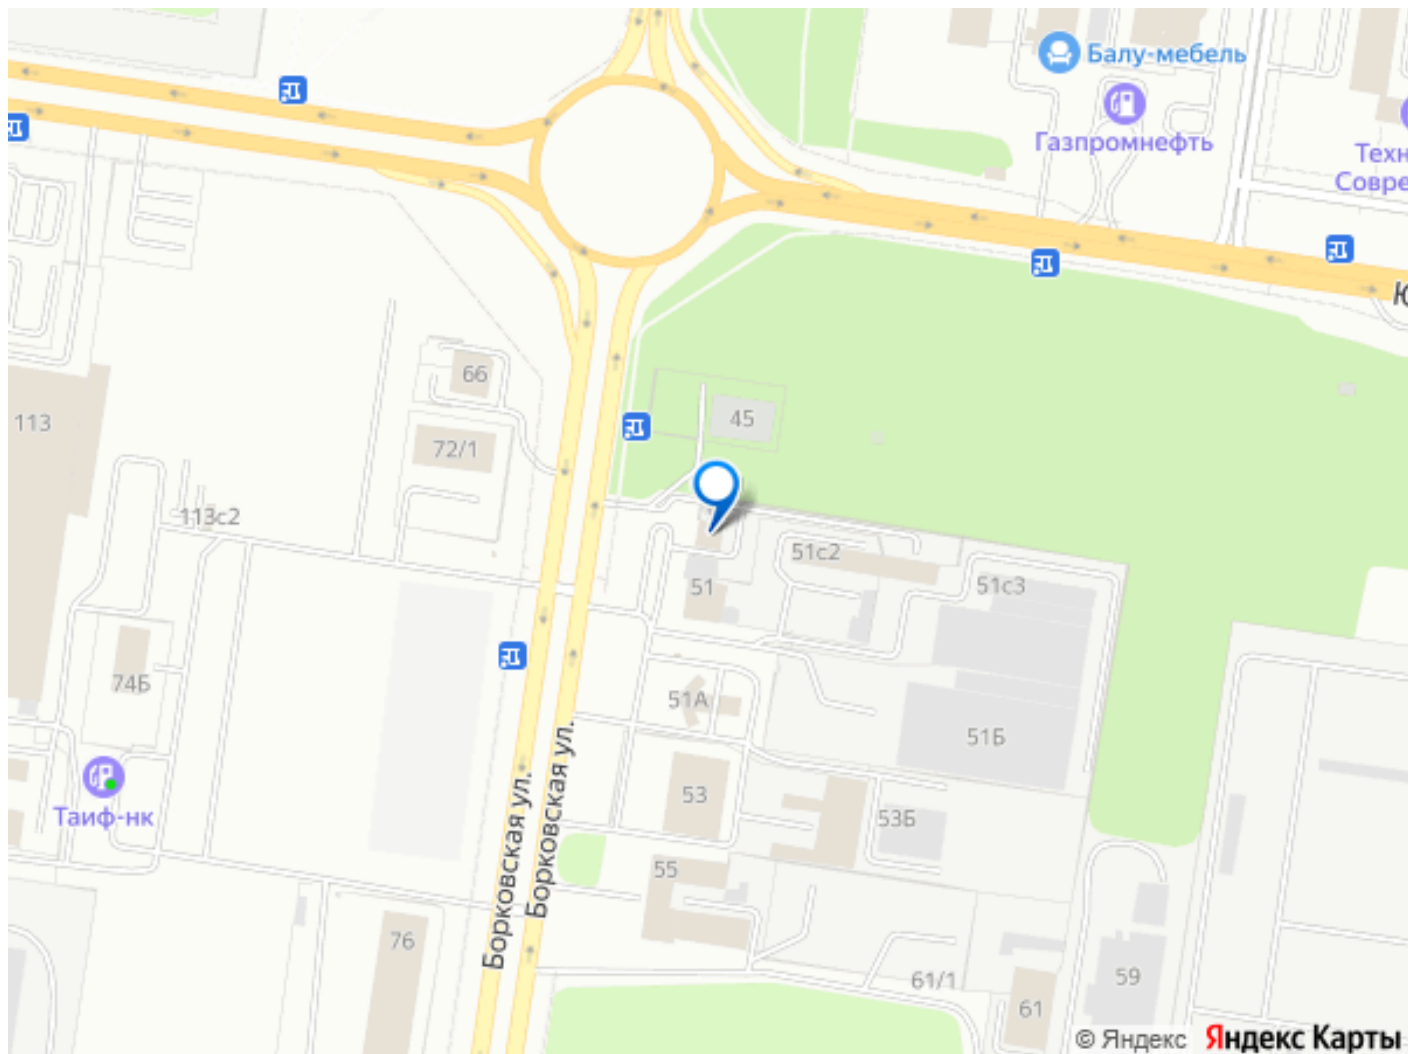 Балу-мебель
Газпромнефть
Техн
Совре
Ю
66
45
113
72/1
113с2
51с2
51
51с3
74Б
51А
51Б
Таиф-нк
53
53Б
Борковская ул.
Борковская ул.
55
76
61/1
59
61
© Яндекс Яндекс Карты